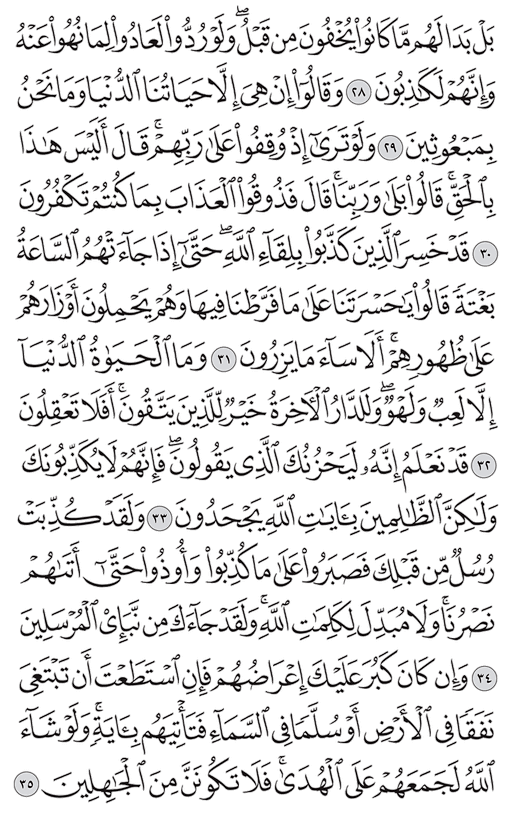 بَلْ بَدَا لَهُم مَّا كَانُوا۟ يُخْفُونَ مِن قَبْلُ ۖ وَلَوْ رُدُّوا۟ لَعَادُوا۟ لِمَا نُهُوا۟ عَنْهُ
وَإِنَّهُمْ لَكَـٰذِبُونَ ٢٨ وَقَالُوٓا۟ إِنْ هِىَ إِلَّا حَيَاتُنَا ٱلدُّنْيَا وَمَا نَحْنُ
بِمَبْعُوثِينَ ٢٩ وَلَوْ تَرَىٰٓ إِذْ وُقِفُوا۟ عَلَىٰ رَبِّهِمْ ۚ قَالَ أَلَيْسَ هَـٰذَا
بِٱلْحَقِّ ۚ قَالُوا۟ بَلَىٰ وَرَبِّنَا ۚ قَالَ فَذُوقُوا۟ ٱلْعَذَابَ بِمَا كُنتُمْ تَكْفُرُونَ
٣٠ قَدْ خَسِرَ ٱلَّذِينَ كَذَّبُوا۟ بِلِقَآءِ ٱللَّهِ ۖ حَتَّىٰٓ إِذَا جَآءَتْهُمُ ٱلسَّاعَةُ
بَغْتَةً قَالُوا۟ يَـٰحَسْرَتَنَا عَلَىٰ مَا فَرَّطْنَا فِيهَا وَهُمْ يَحْمِلُونَ أَوْزَارَهُمْ
عَلَىٰ ظُهُورِهِمْ ۚ أَلَا سَآءَ مَا يَزِرُونَ ٣١ وَمَا ٱلْحَيَوٰةُ ٱلدُّنْيَآ
إِلَّا لَعِبٌ وَلَهْوٌ ۖ وَلَلدَّارُ ٱلْـَٔاخِرَةُ خَيْرٌ لِّلَّذِينَ يَتَّقُونَ ۗ أَفَلَا تَعْقِلُونَ
٣٢ قَدْ نَعْلَمُ إِنَّهُۥ لَيَحْزُنُكَ ٱلَّذِى يَقُولُونَ ۖ فَإِنَّهُمْ لَا يُكَذِّبُونَكَ
وَلَـٰكِنَّ ٱلظَّـٰلِمِينَ بِـَٔايَـٰتِ ٱللَّهِ يَجْحَدُونَ ٣٣ وَلَقَدْ كُذِّبَتْ
رُسُلٌ مِّن قَبْلِكَ فَصَبَرُوا۟ عَلَىٰ مَا كُذِّبُوا۟ وَأُوذُوا۟ حَتَّىٰٓ أَتَىٰهُمْ
نَصْرُنَا ۚ وَلَا مُبَدِّلَ لِكَلِمَـٰتِ ٱللَّهِ ۚ وَلَقَدْ جَآءَكَ مِن نَّبَإِى۟ ٱلْمُرْسَلِينَ
٣٤ وَإِن كَانَ كَبُرَ عَلَيْكَ إِعْرَاضُهُمْ فَإِنِ ٱسْتَطَعْتَ أَن تَبْتَغِىَ
نَفَقًا فِى ٱلْأَرْضِ أَوْ سُلَّمًا فِى ٱلسَّمَآءِ فَتَأْتِيَهُم بِـَٔايَةٍ ۚ وَلَوْ شَآءَ
ٱللَّهُ لَجَمَعَهُمْ عَلَى ٱلْهُدَىٰ ۚ فَلَا تَكُونَنَّ مِنَ ٱلْجَـٰهِلِينَ ٣٥